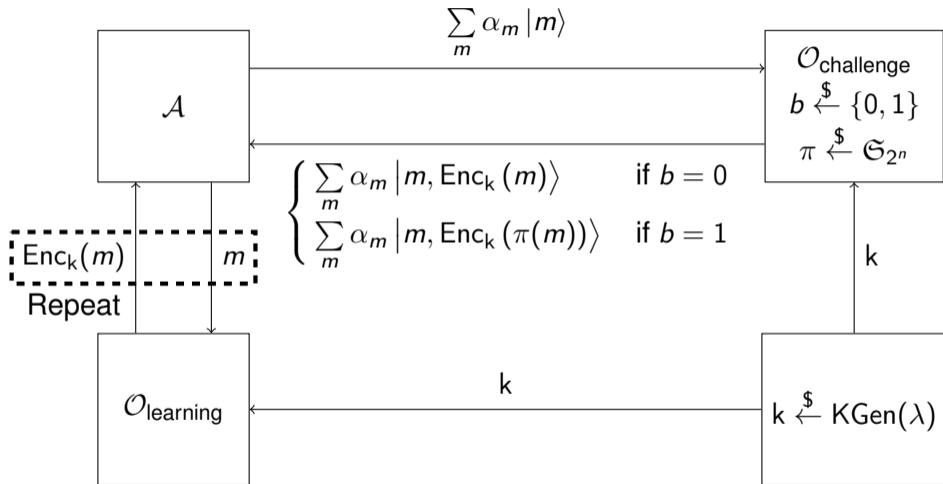 ∑_m α_m |m⟩
𝒜
𝒪_challenge
b ←$ {0, 1}
π ←$ 𝔖_{2^n}
{ ∑_m α_m |m, Enc_k (m)⟩ if b = 0
∑_m α_m |m, Enc_k (π(m))⟩ if b = 1
Enc_k(m) m
k
Repeat
𝒪_learning
k
k ←$ KGen(λ)